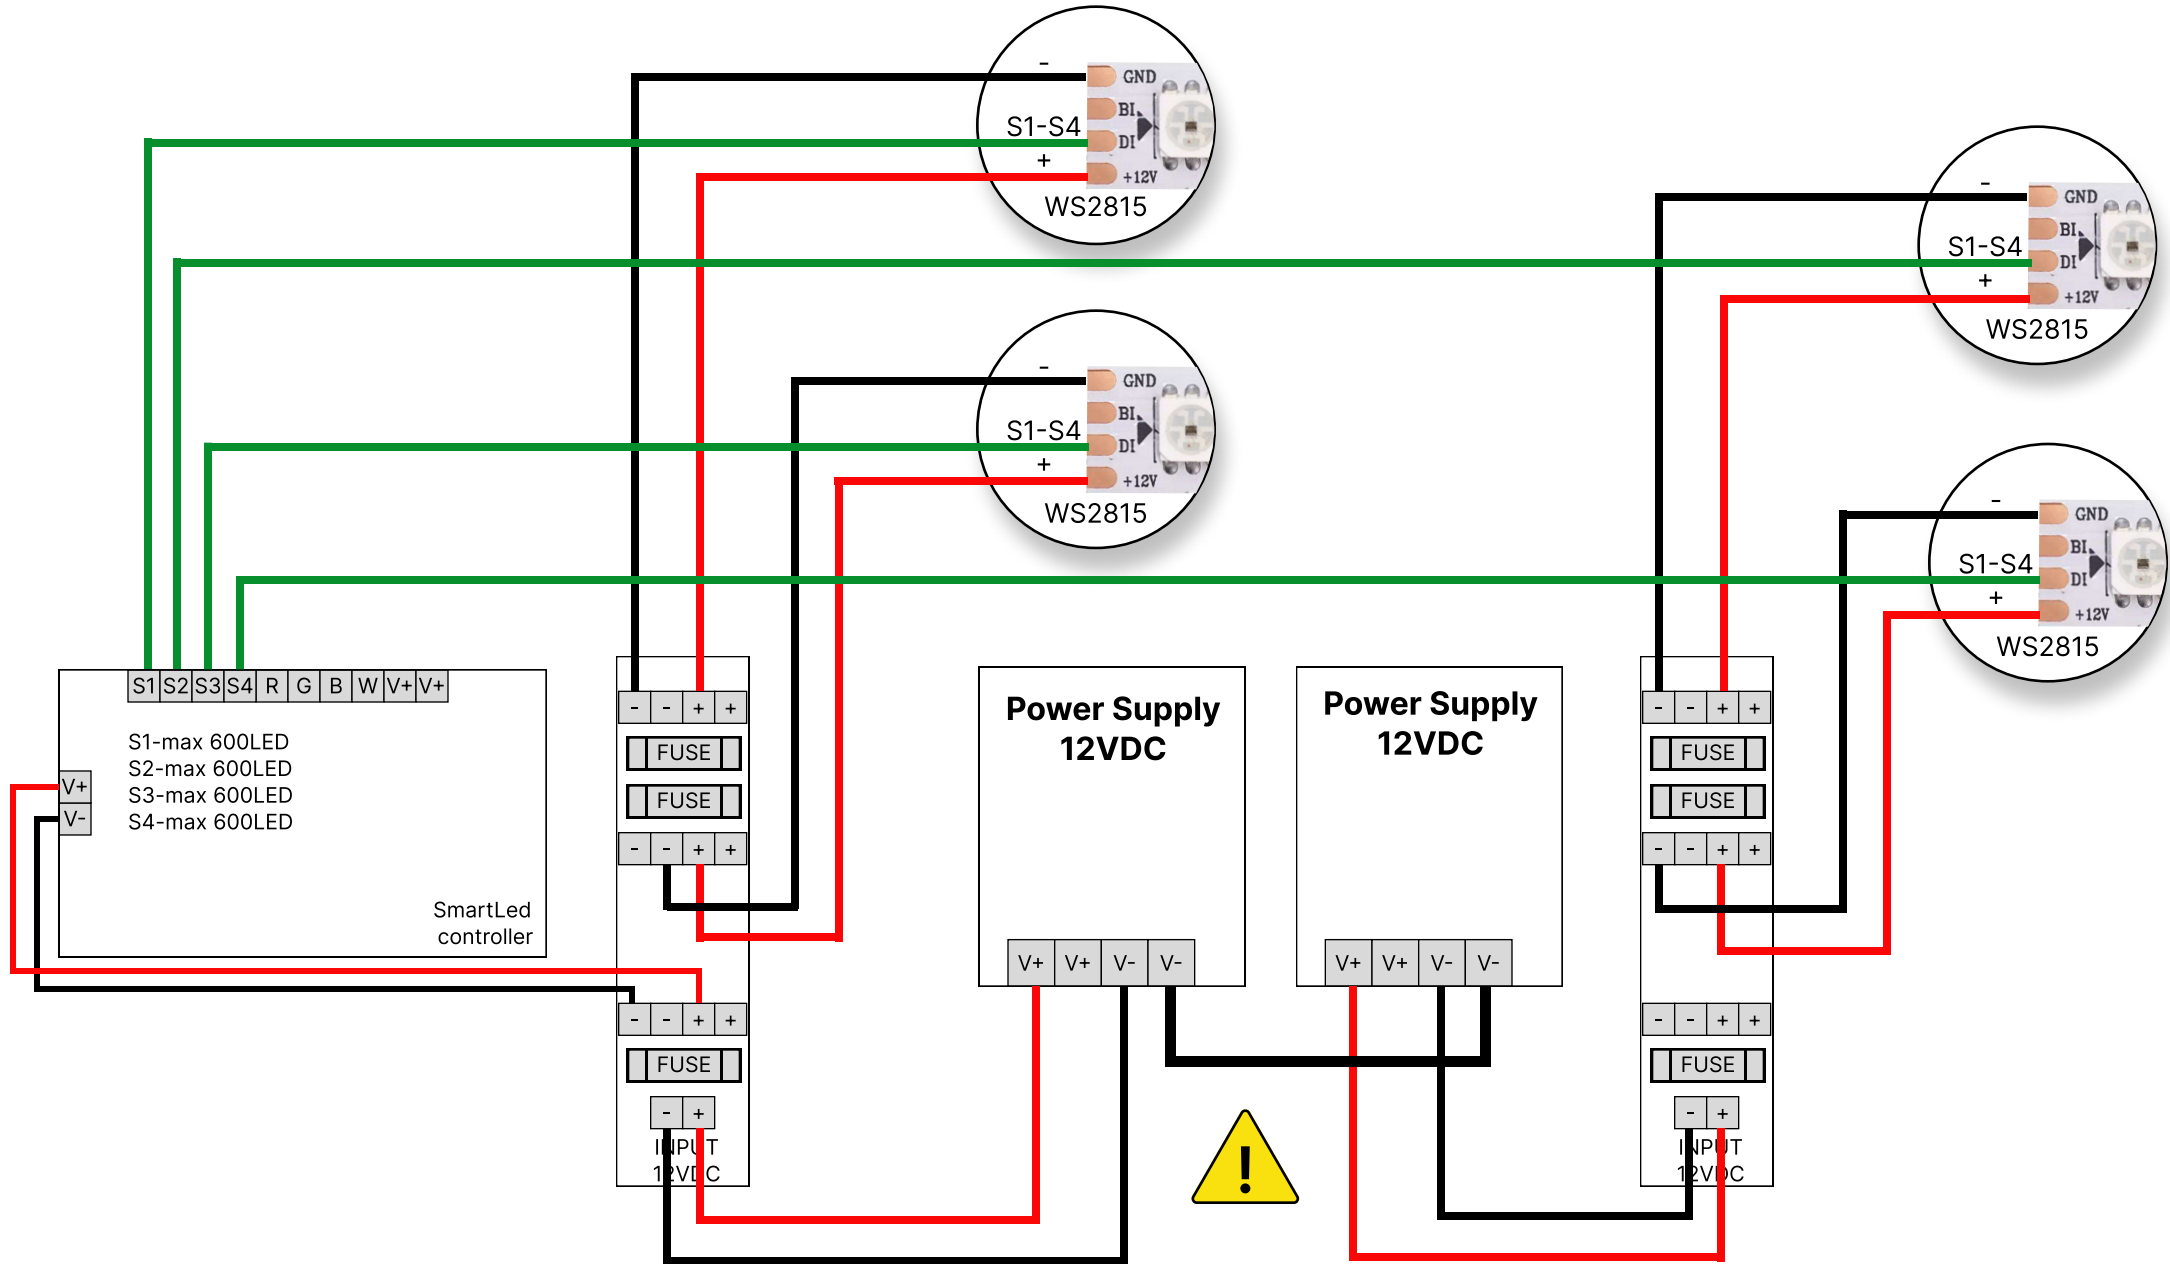 -
GND
BI
S1-S4
DI
+
+12V
WS2815
-
GND
BI
S1-S4
DI
+
+12V
WS2815
-
GND
BI
S1-S4
DI
+
+12V
WS2815
-
GND
BI
S1-S4
DI
+
+12V
WS2815
S1 S2 S3 S4 R G B W V+ V+
S1-max 600LED
S2-max 600LED
S3-max 600LED
S4-max 600LED
V+
V-
SmartLed
controller
- - + +
FUSE
FUSE
- - + +
- - + +
FUSE
- +
INPUT
12VDC
Power Supply
12VDC
V+ V+ V- V-
Power Supply
12VDC
V+ V+ V- V-
!
- - + +
FUSE
FUSE
- - + +
- - + +
FUSE
- +
INPUT
12VDC